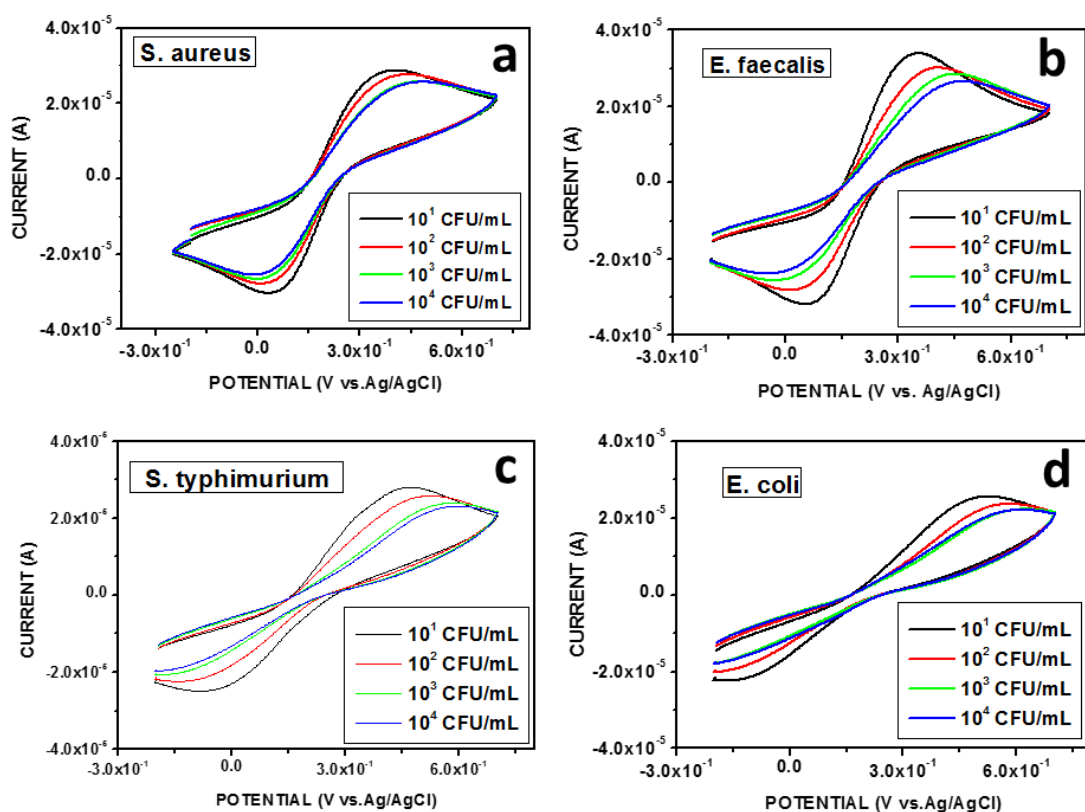 a
S. aureus
4.0x10⁻⁵
2.0x10⁻⁵
0.0
-2.0x10⁻⁵
-4.0x10⁻⁵
CURRENT (A)
10¹ CFU/mL
10² CFU/mL
10³ CFU/mL
10⁴ CFU/mL
-3.0x10⁻¹ 0.0 3.0x10⁻¹ 6.0x10⁻¹
POTENTIAL (V vs.Ag/AgCl)
b
E. faecalis
4.0x10⁻⁵
2.0x10⁻⁵
0.0
-2.0x10⁻⁵
-4.0x10⁻⁵
CURRENT (A)
10¹ CFU/mL
10² CFU/mL
10³ CFU/mL
10⁴ CFU/mL
-3.0x10⁻¹ 0.0 3.0x10⁻¹ 6.0x10⁻¹
POTENTIAL (V vs. Ag/AgCl)
c
S. typhimurium
4.0x10⁻⁶
2.0x10⁻⁶
0.0
-2.0x10⁻⁶
-4.0x10⁻⁶
CURRENT (A)
10¹ CFU/mL
10² CFU/mL
10³ CFU/mL
10⁴ CFU/mL
-3.0x10⁻¹ 0.0 3.0x10⁻¹ 6.0x10⁻¹
POTENTIAL (V vs.Ag/AgCl)
d
E. coli
4.0x10⁻⁵
2.0x10⁻⁵
0.0
-2.0x10⁻⁵
-4.0x10⁻⁵
CURRENT (A)
10¹ CFU/mL
10² CFU/mL
10³ CFU/mL
10⁴ CFU/mL
-3.0x10⁻¹ 0.0 3.0x10⁻¹ 6.0x10⁻¹
POTENTIAL (V vs.Ag/AgCl)